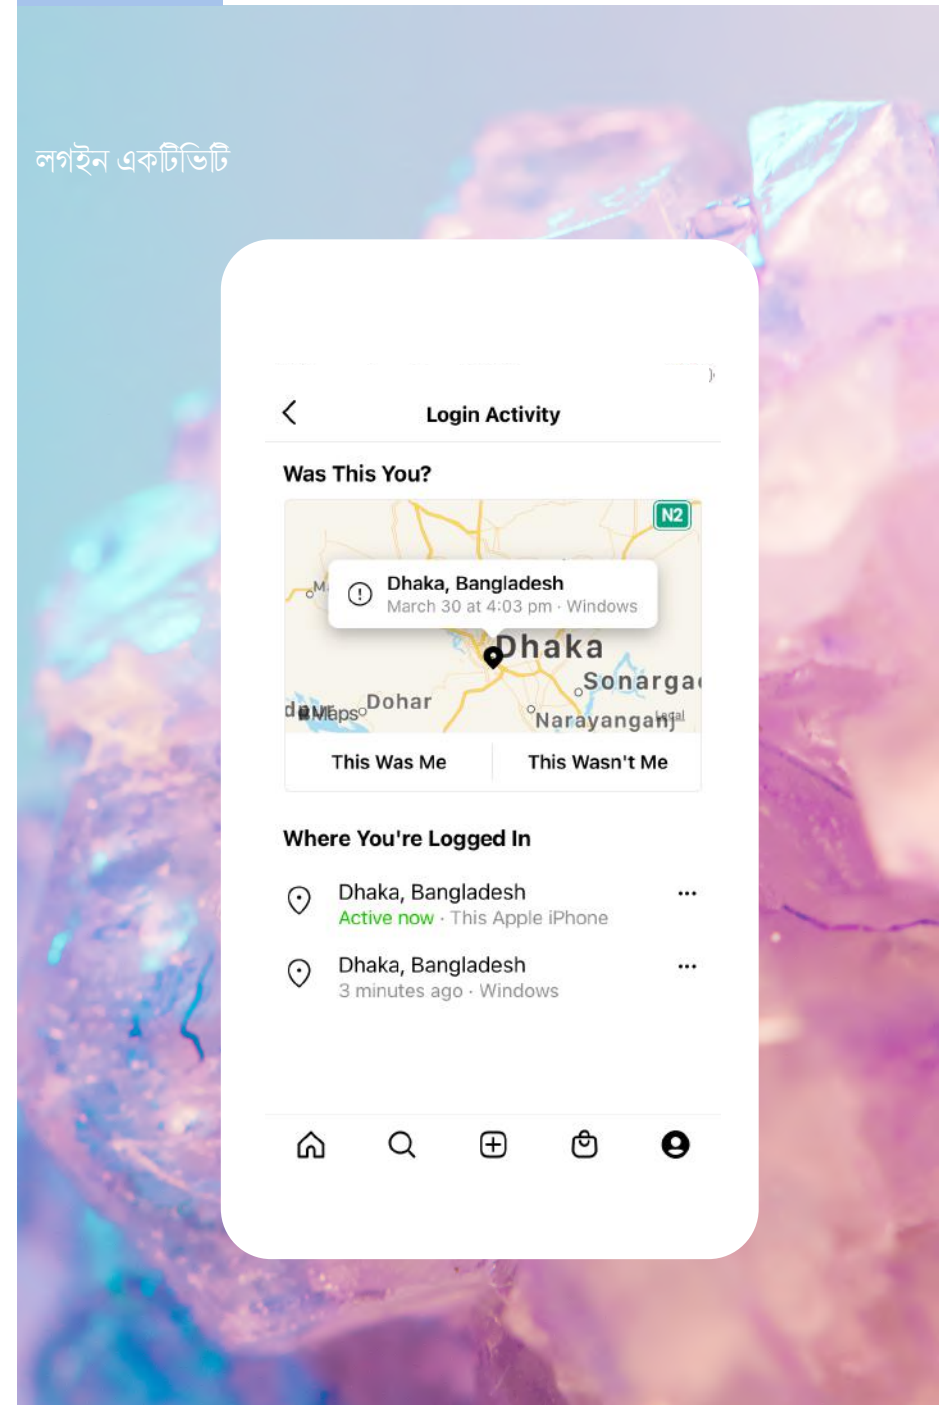 লগইন একটিভিটি
Login Activity
Was This You?
N2
Dhaka, Bangladesh
March 30 at 4:03 pm · Windows
Dhaka
Sonarga
Dohar
Maps
Narayanganj
Legal
This Was Me
This Wasn't Me
Where You're Logged In
Dhaka, Bangladesh
Active now · This Apple iPhone
Dhaka, Bangladesh
3 minutes ago · Windows